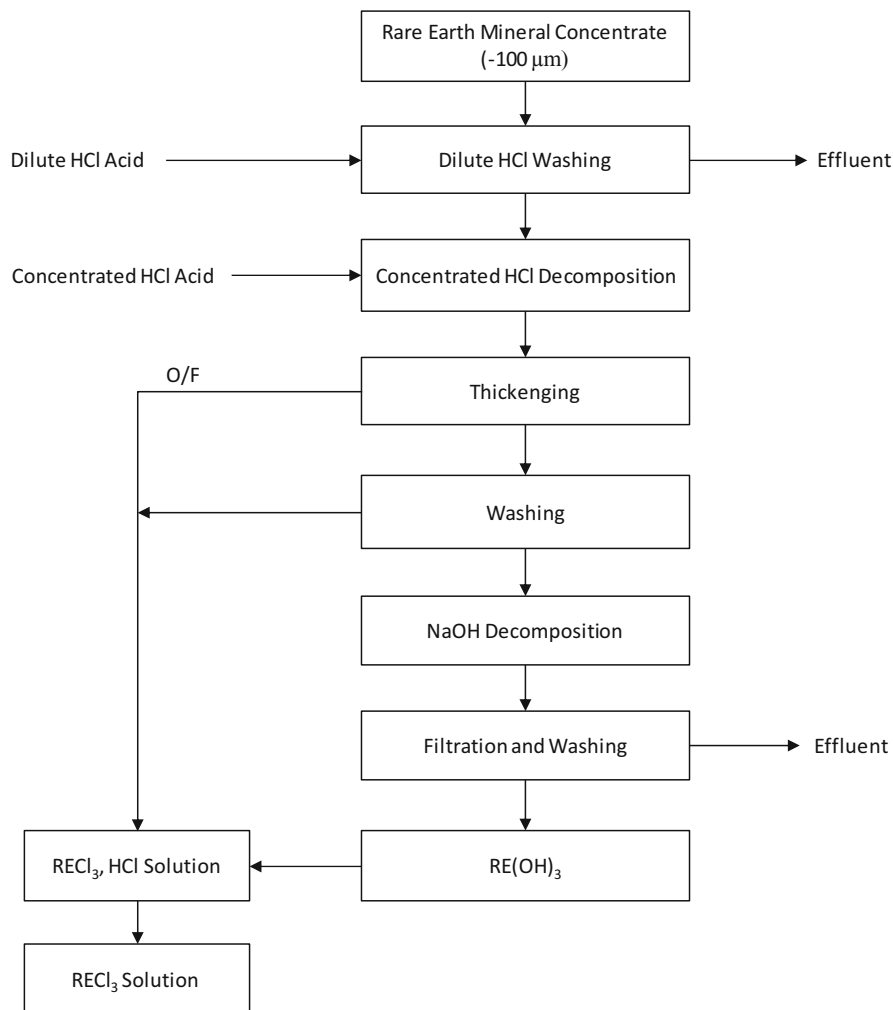 Rare Earth Mineral Concentrate
(-100 μm)
Dilute HCl Acid
Dilute HCl Washing
Effluent
Concentrated HCl Acid
Concentrated HCl Decomposition
O/F
Thickenging
Washing
NaOH Decomposition
Filtration and Washing
Effluent
RECl₃, HCl Solution
RE(OH)₃
RECl₃ Solution